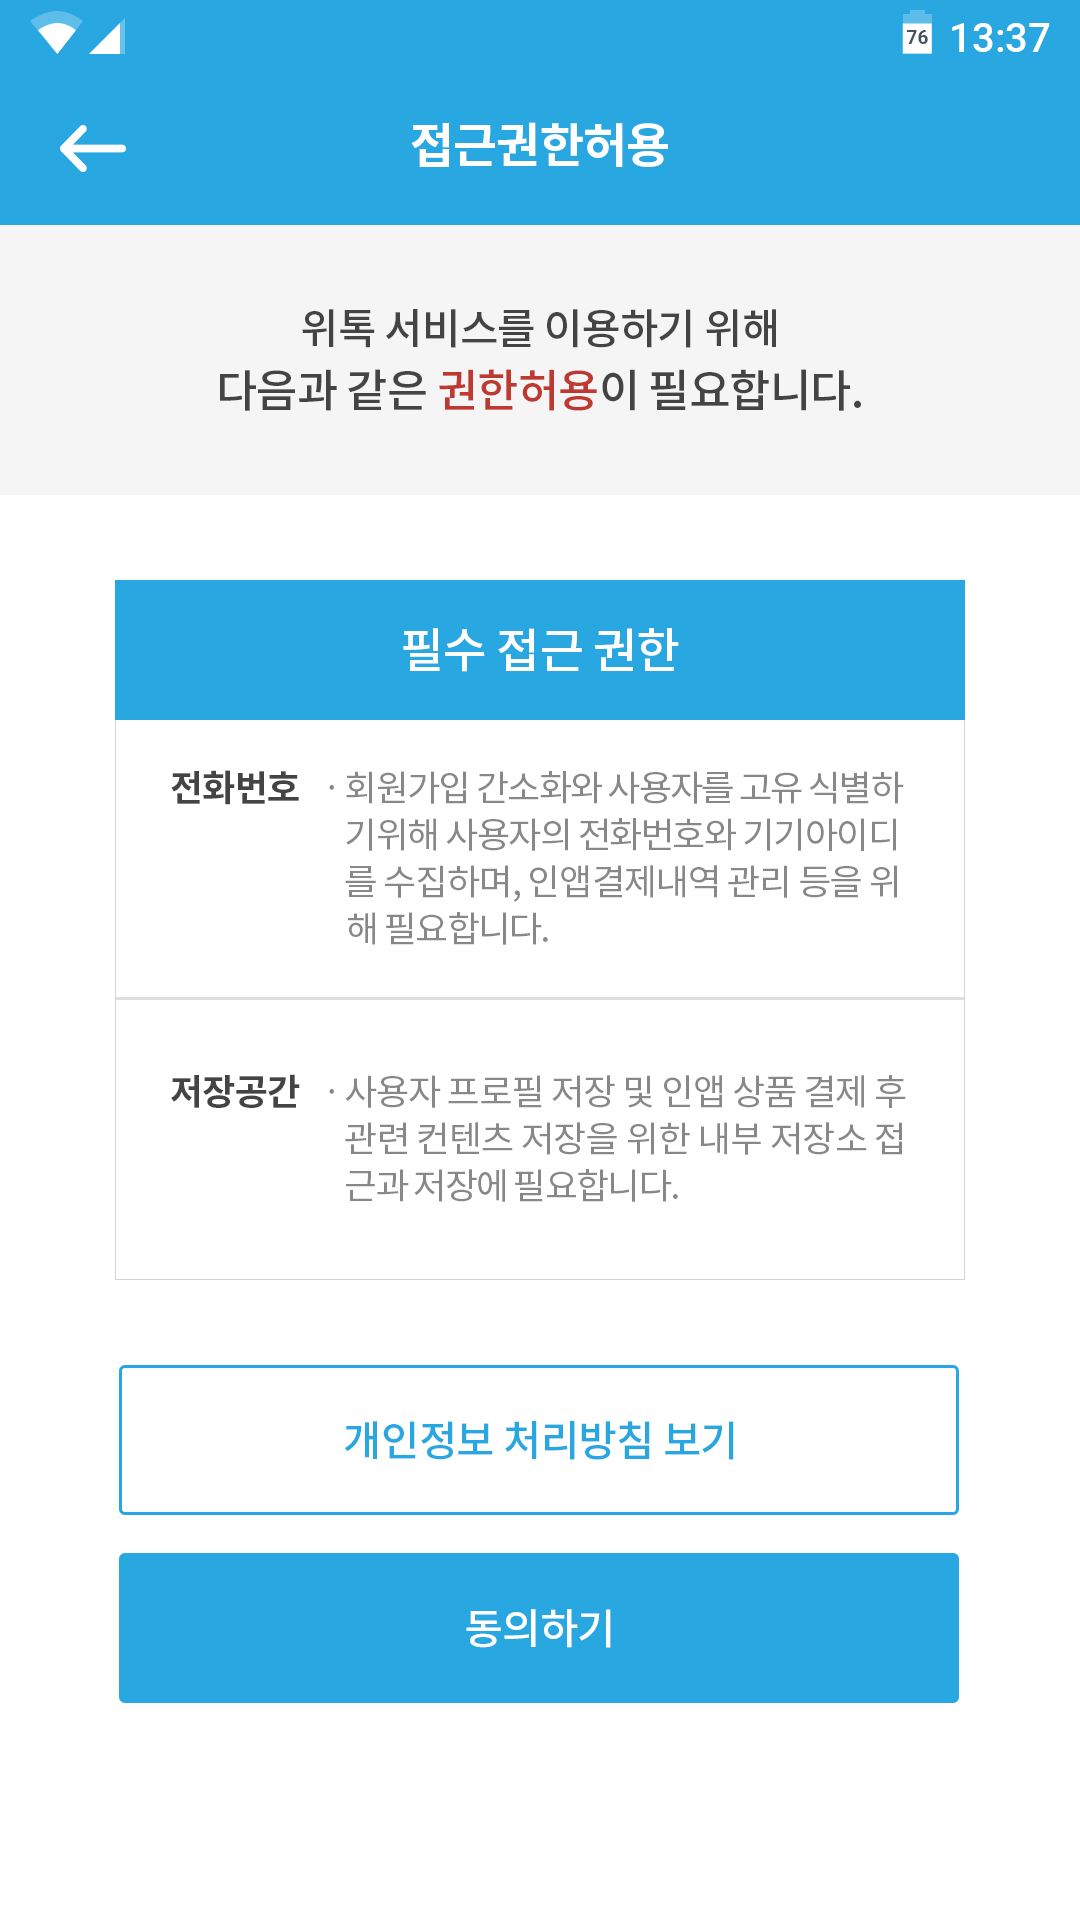 76 13:37
접근권한허용
위톡 서비스를 이용하기 위해
다음과 같은 권한허용이 필요합니다.
필수 접근 권한
전화번호 · 회원가입 간소화와 사용자를 고유 식별하
기위해 사용자의 전화번호와 기기아이디
를 수집하며, 인앱결제내역 관리 등을 위
해 필요합니다.
저장공간 · 사용자 프로필 저장 및 인앱 상품 결제 후
관련 컨텐츠 저장을 위한 내부 저장소 접
근과 저장에 필요합니다.
개인정보 처리방침 보기
동의하기